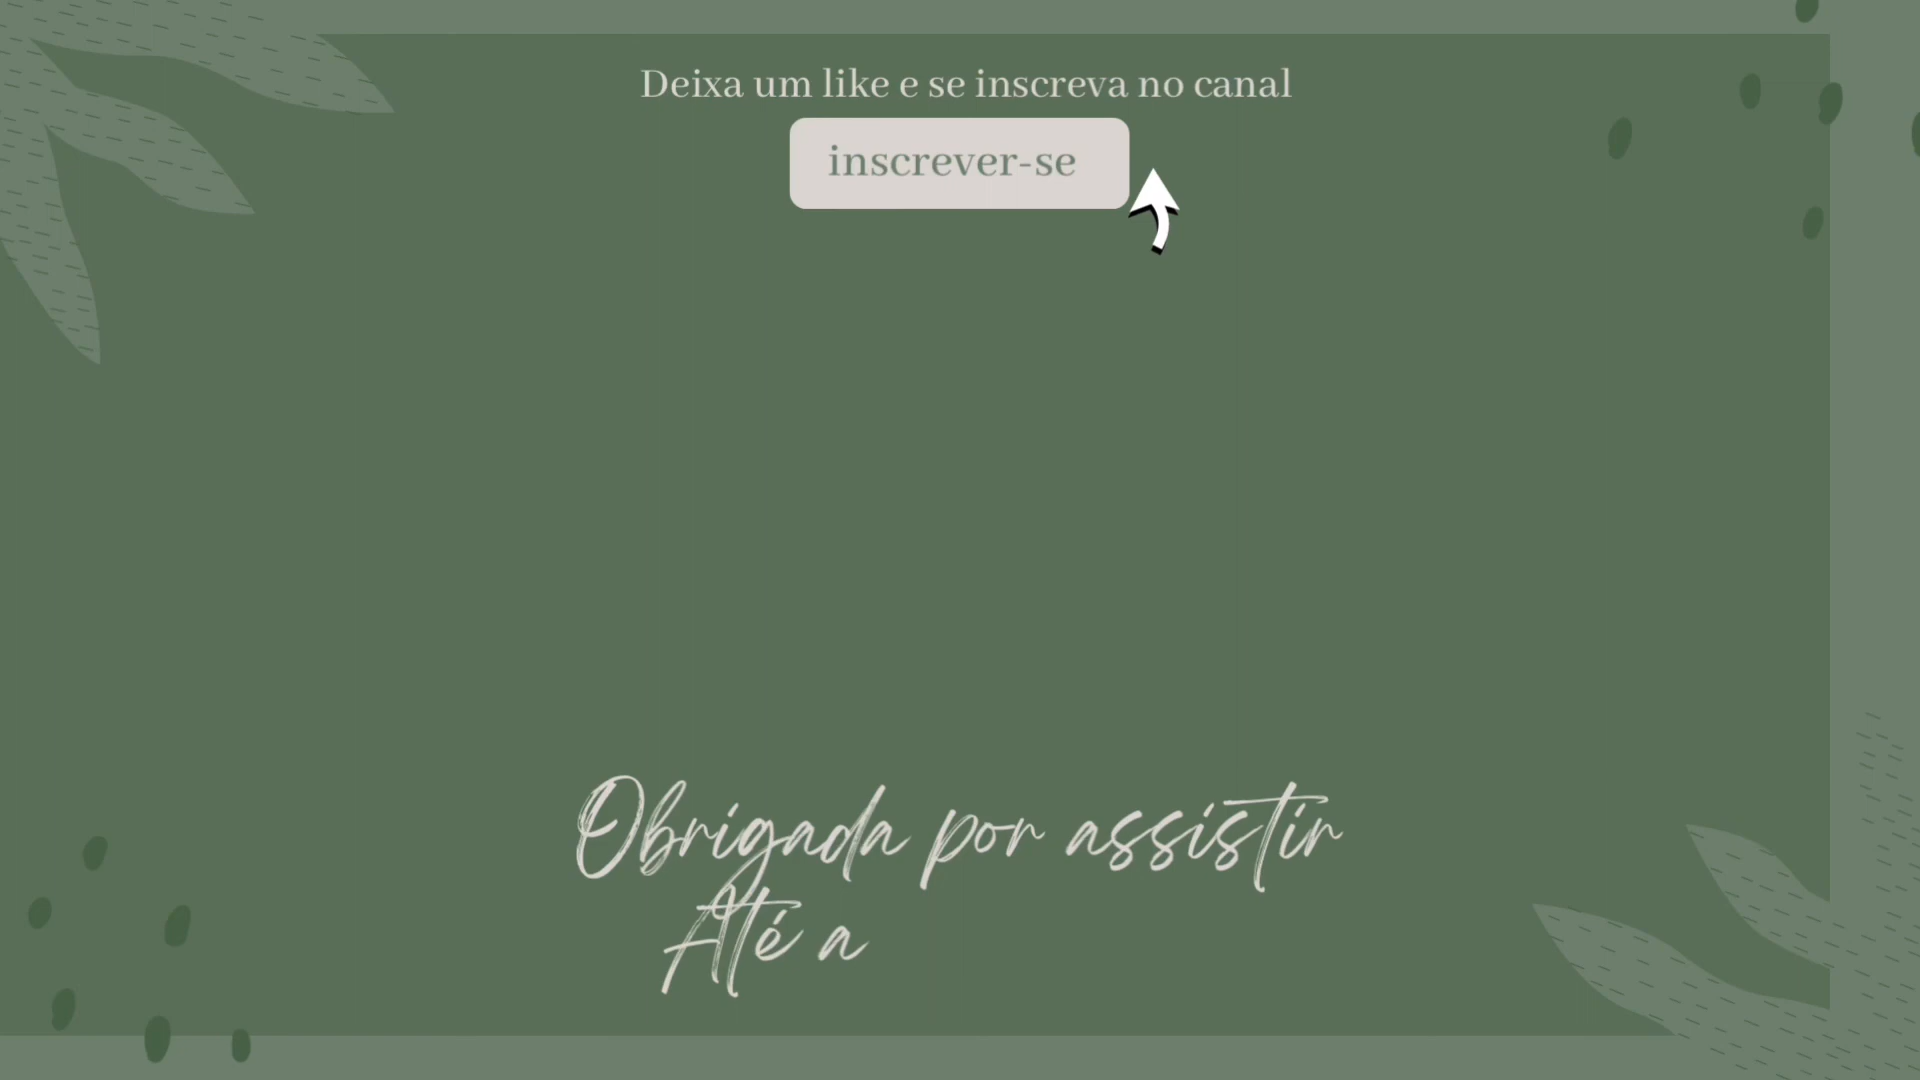 Deixa um like e se inscreva no canal
inscrever-se
Obrigada por assistir
Até a